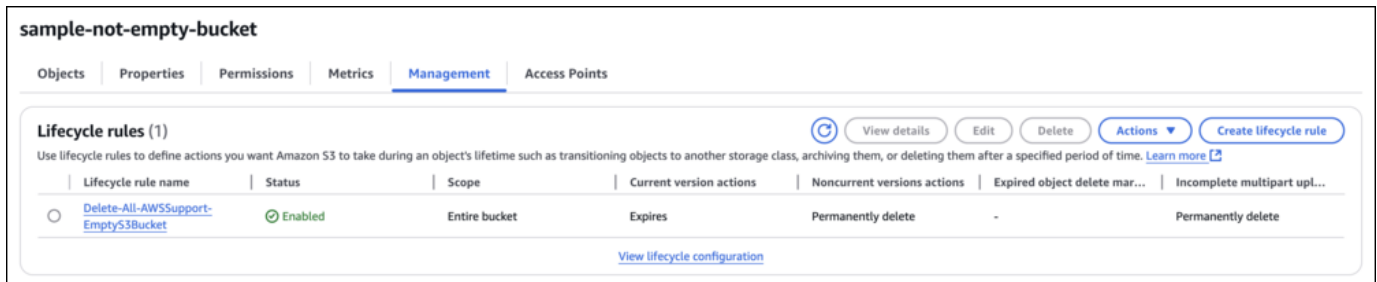 sample-not-empty-bucket
Objects Properties Permissions Metrics Management Access Points
Lifecycle rules (1) View details Edit Delete Actions Create lifecycle rule
Use lifecycle rules to define actions you want Amazon S3 to take during an object's lifetime such as transitioning objects to another storage class, archiving them, or deleting them after a specified period of time. Learn more
Lifecycle rule name Status Scope Current version actions Noncurrent versions actions Expired object delete mar... Incomplete multipart upl...
Delete-All-AWSSupport-
EmptyS3Bucket Enabled Entire bucket Expires Permanently delete - Permanently delete
View lifecycle configuration